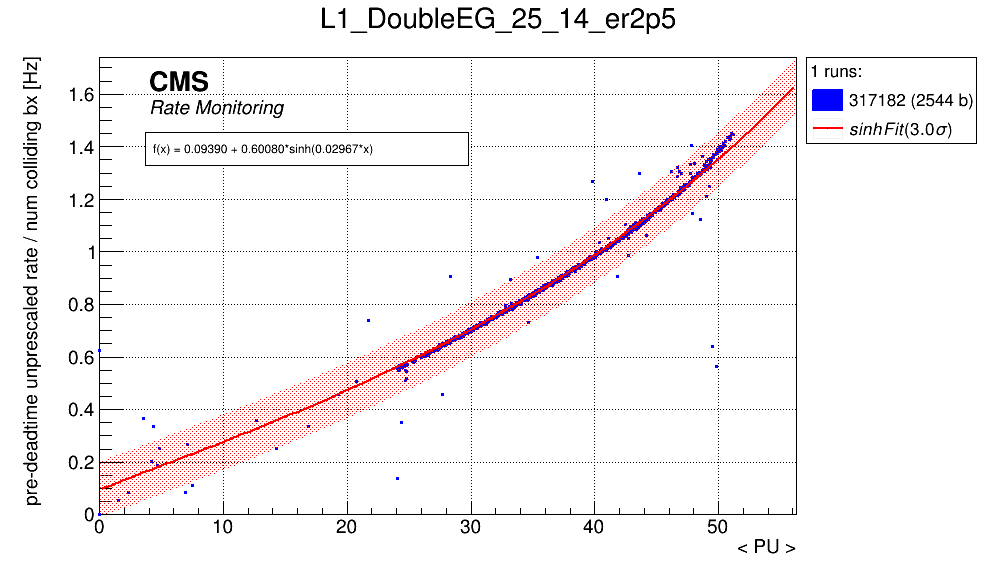 L1_DoubleEG_25_14_er2p5
pre-deadtime unprescaled rate / num colliding bx [Hz]
CMS
Rate Monitoring
f(x) = 0.09390 + 0.60080*sinh(0.02967*x)
1 runs:
317182 (2544 b)
sinhFit(3.0σ)
1.6
1.4
1.2
1
0.8
0.6
0.4
0.2
0
0 10 20 30 40 50
< PU >